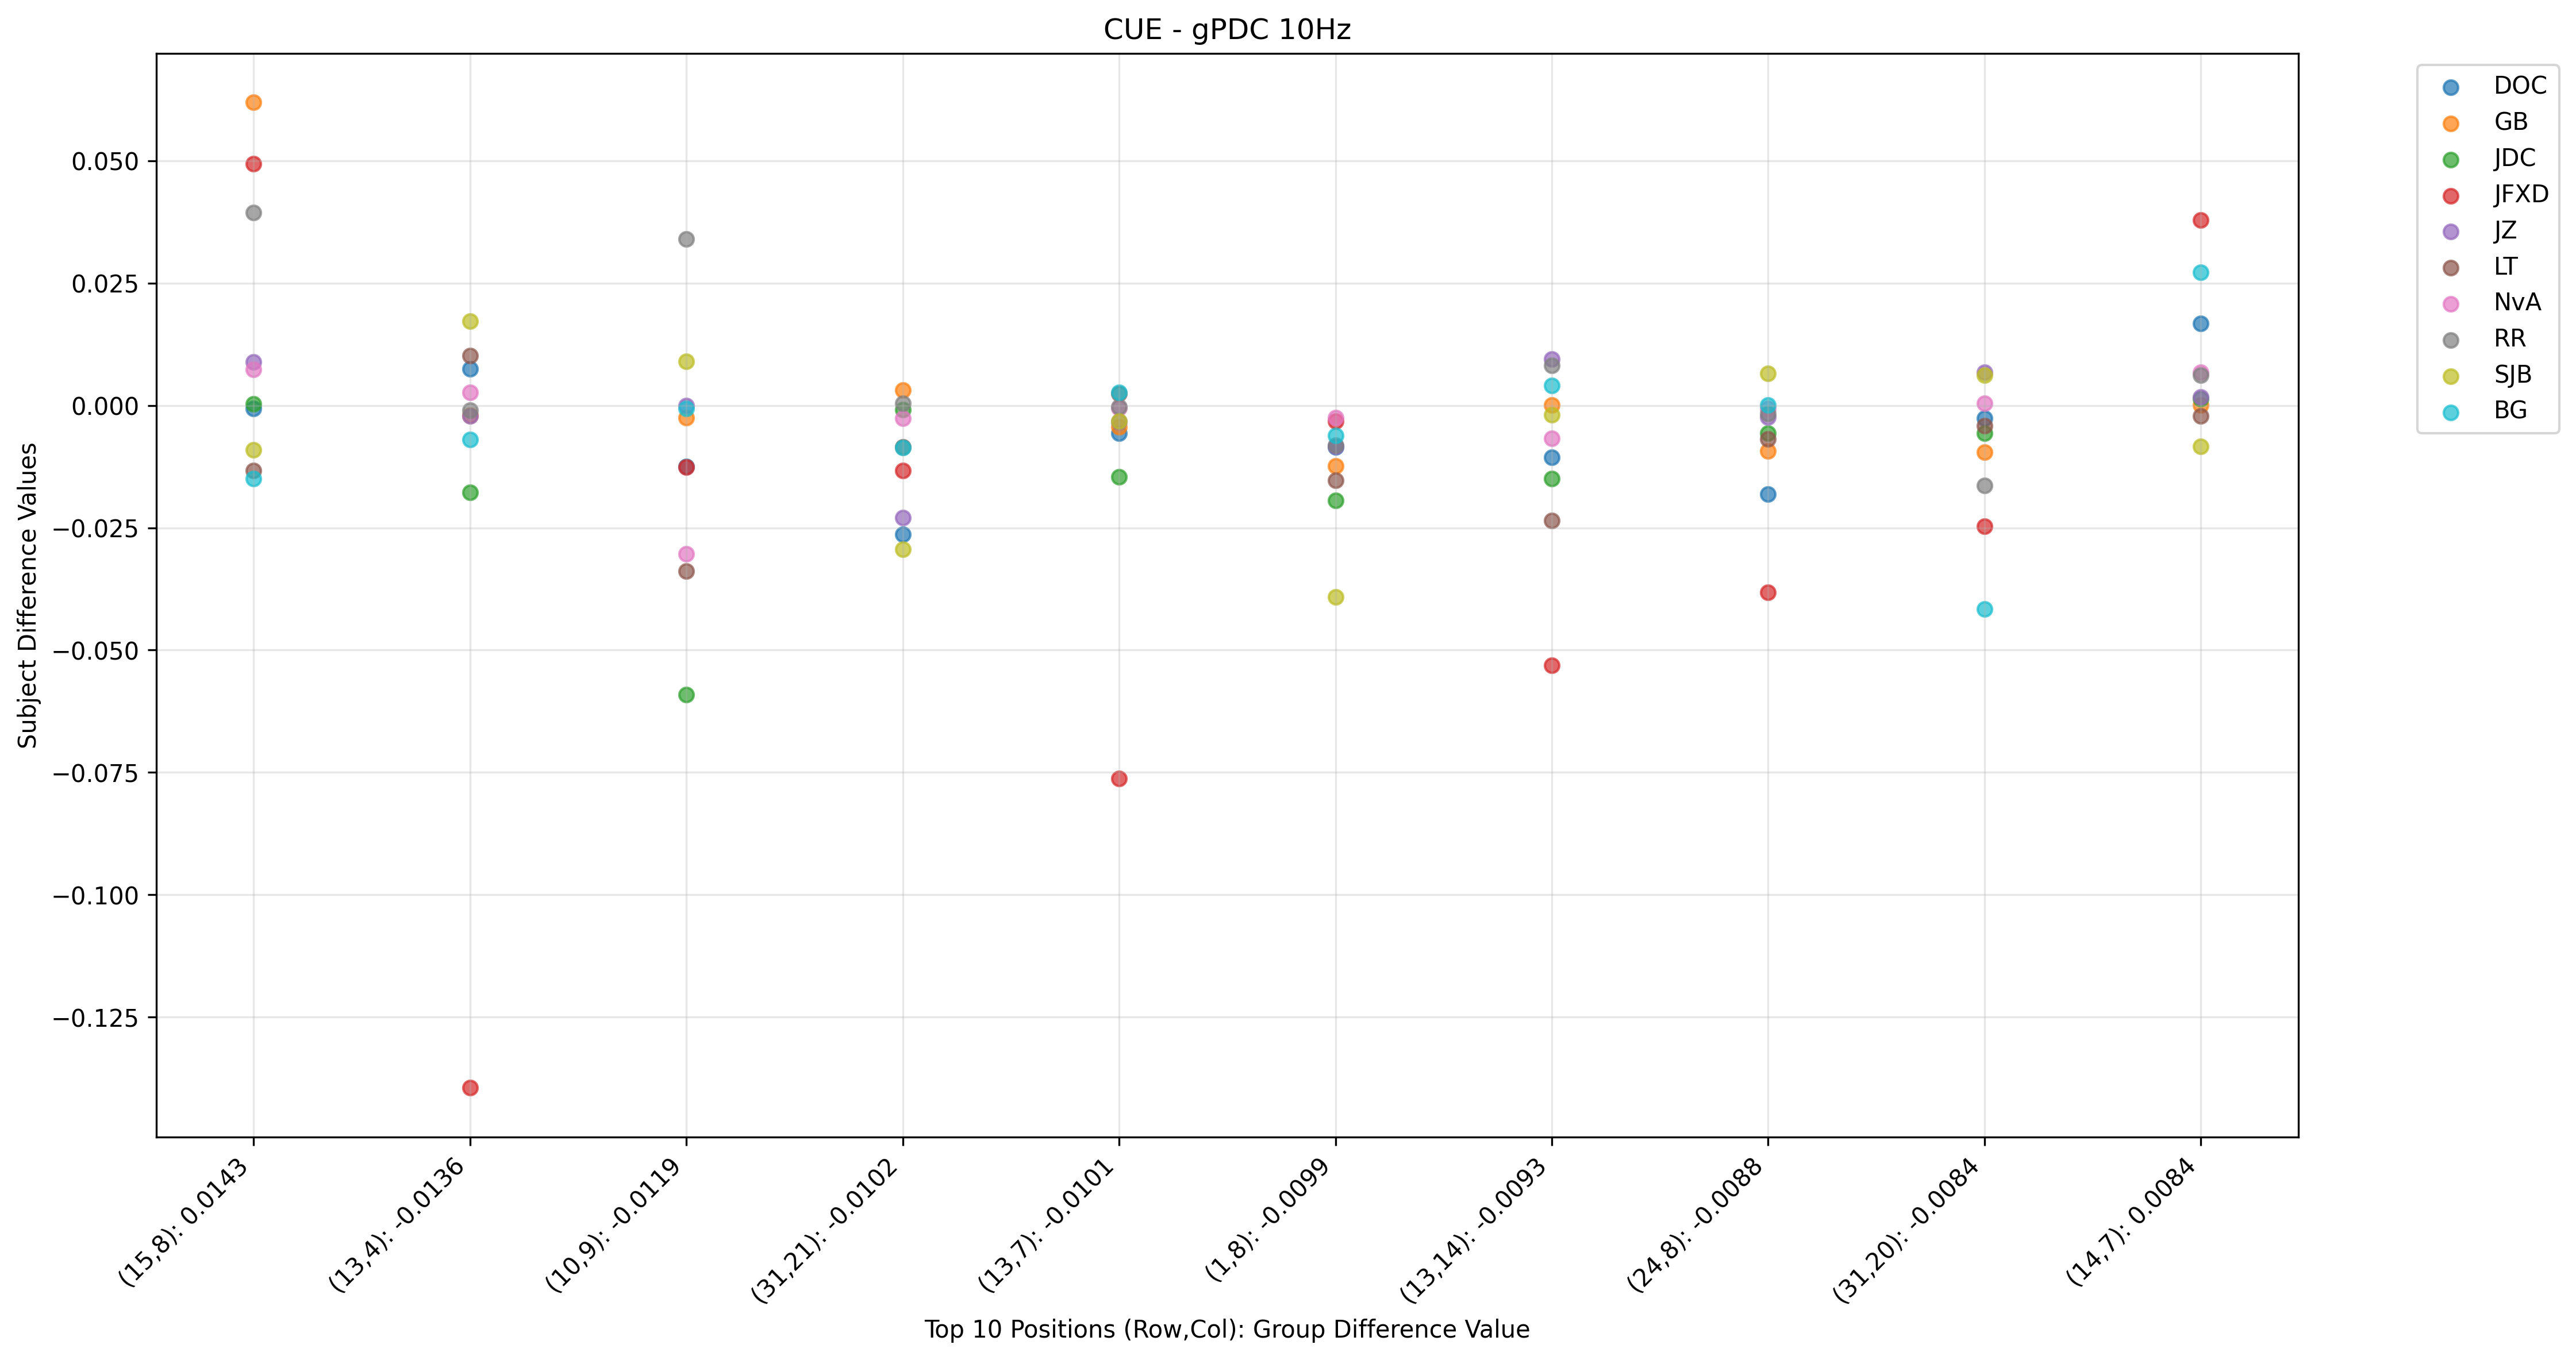 CUE - gPDC 10Hz
Subject Difference Values
0.050
0.025
0.000
−0.025
−0.050
−0.075
−0.100
−0.125
(15,8): 0.0143
(13,4): -0.0136
(10,9): -0.0119
(31,21): -0.0102
(13,7): -0.0101
(1,8): -0.0099
(13,14): -0.0093
(24,8): -0.0088
(31,20): -0.0084
(14,7): 0.0084
Top 10 Positions (Row,Col): Group Difference Value
DOC
GB
JDC
JFXD
JZ
LT
NvA
RR
SJB
BG